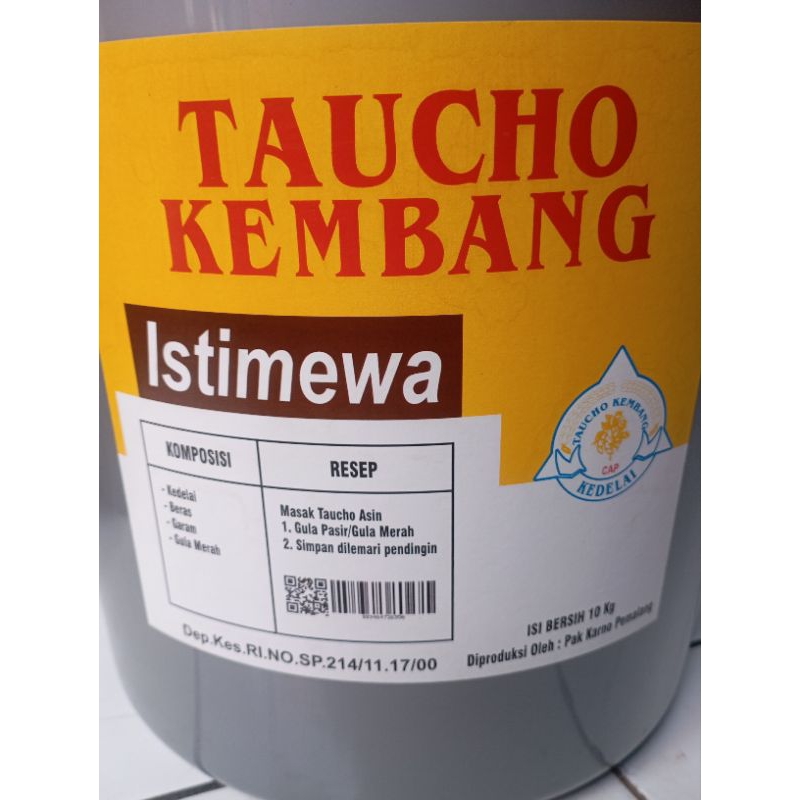 TAUCHO
KEMBANG
Istimewa
TAUCHO KEMBANG
CAP.
KEDELAI
KOMPOSISI
- Kedelai
- Beras
- Garam
- Gula Merah
RESEP
Masak Taucho Asin
1. Gula Pasir/Gula Merah
2. Simpan dilemari pendingin
Dep.Kes.RI.NO.SP.214/11.17/00
ISI BERSIH 10 Kg
Diproduksi Oleh : Pak Karno Pemalang